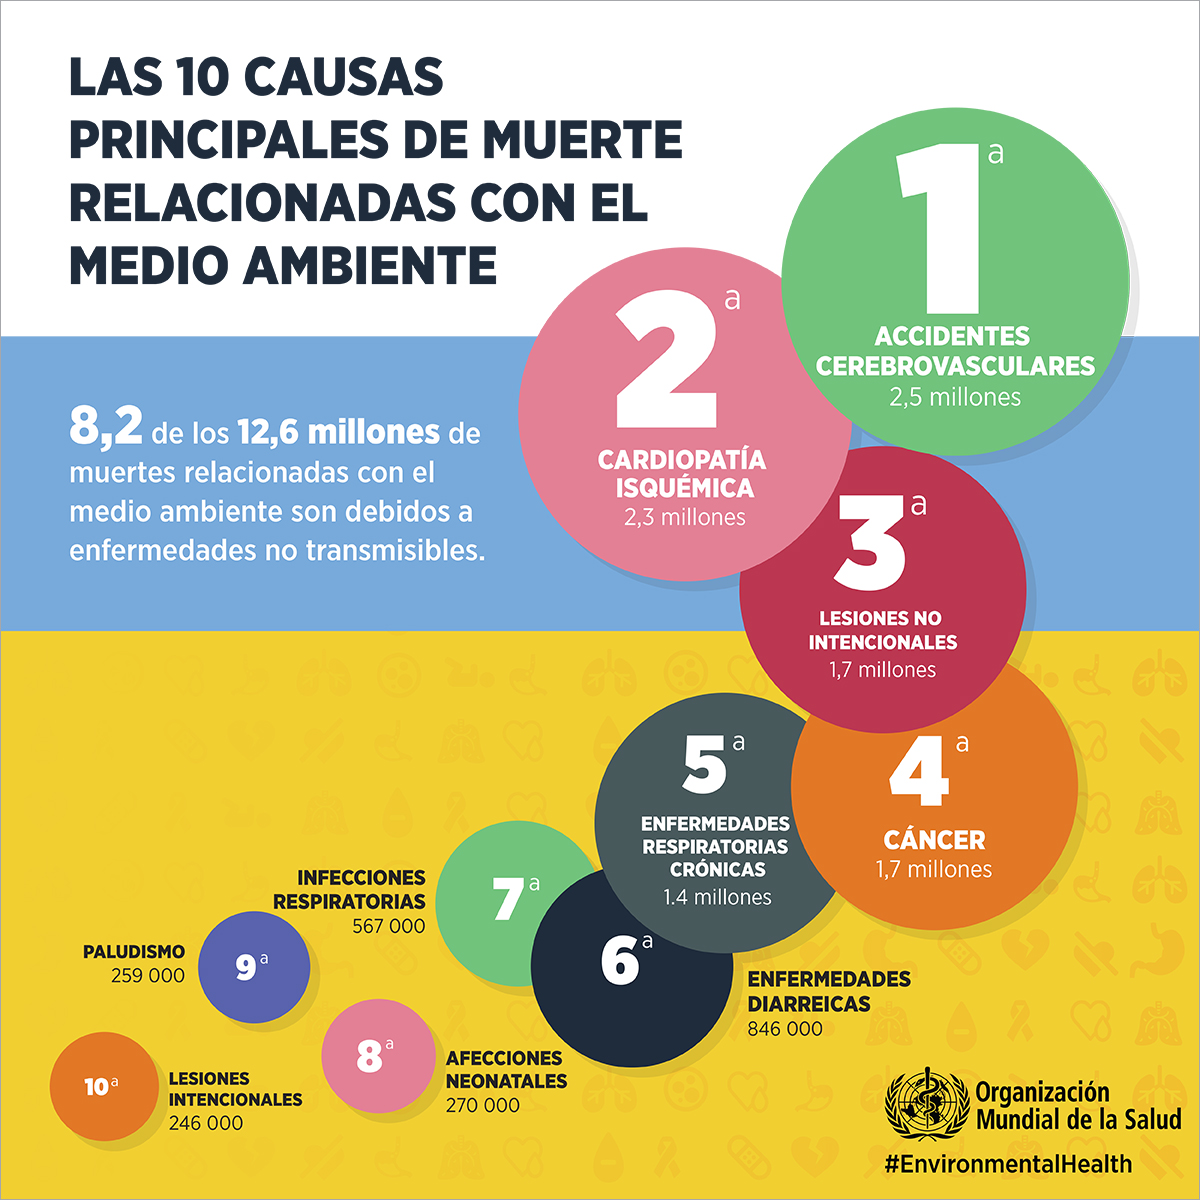 LAS 10 CAUSAS
PRINCIPALES DE MUERTE
RELACIONADAS CON EL
MEDIO AMBIENTE
8,2 de los 12,6 millones de
muertes relacionadas con el
medio ambiente son debidos a
enfermedades no transmisibles.
1ª
ACCIDENTES
CEREBROVASCULARES
2,5 millones
2ª
CARDIOPATÍA
ISQUÉMICA
2,3 millones
3ª
LESIONES NO
INTENCIONALES
1,7 millones
4ª
CÁNCER
1,7 millones
5ª
ENFERMEDADES
RESPIRATORIAS
CRÓNICAS
1.4 millones
6ª
ENFERMEDADES
DIARREICAS
846 000
7ª
INFECCIONES
RESPIRATORIAS
567 000
8ª
AFECCIONES
NEONATALES
270 000
9ª
PALUDISMO
259 000
10ª
LESIONES
INTENCIONALES
246 000
Organización
Mundial de la Salud
#EnvironmentalHealth